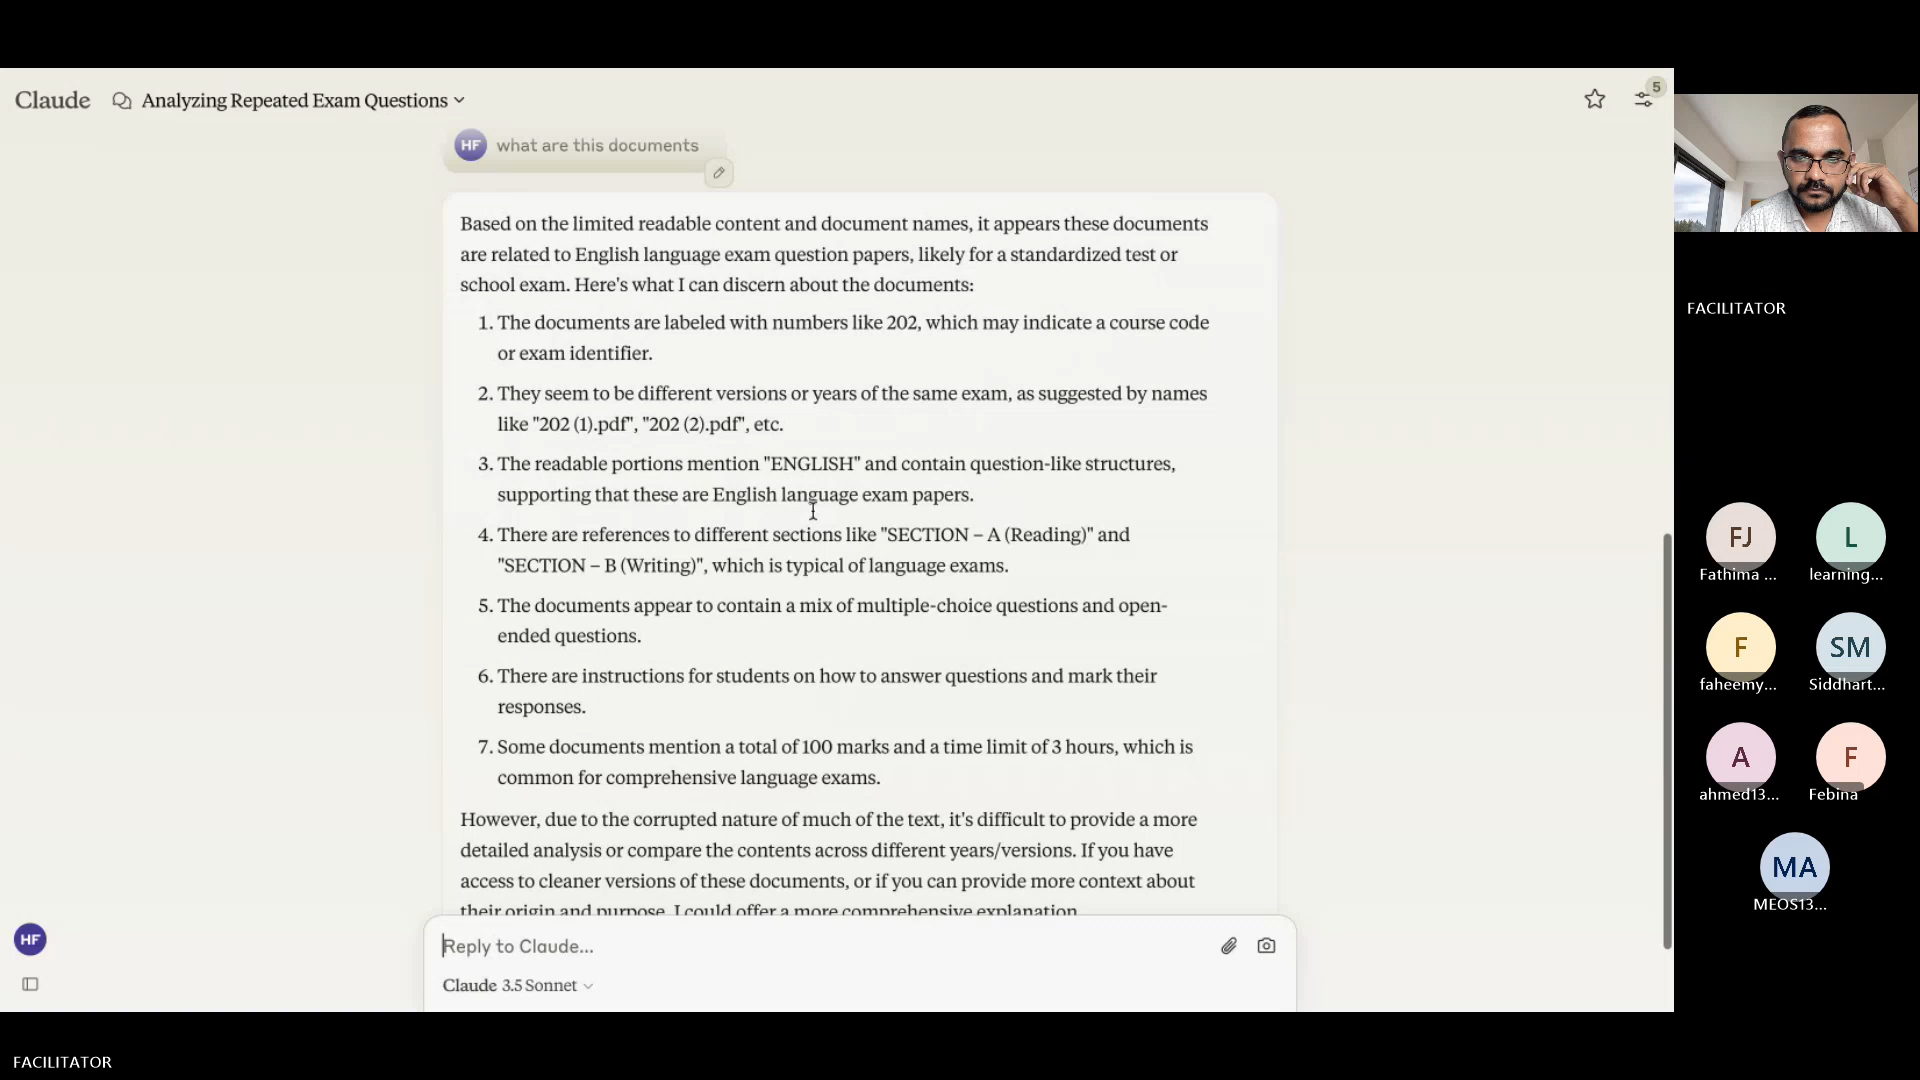 Claude
Analyzing Repeated Exam Questions
5
HF
what are this documents
Based on the limited readable content and document names, it appears these documents
are related to English language exam question papers, likely for a standardized test or
school exam. Here's what I can discern about the documents:
1. The documents are labeled with numbers like 202, which may indicate a course code
or exam identifier.
2. They seem to be different versions or years of the same exam, as suggested by names
like "202 (1).pdf", "202 (2).pdf", etc.
3. The readable portions mention "ENGLISH" and contain question-like structures,
supporting that these are English language exam papers.
4. There are references to different sections like "SECTION – A (Reading)" and
"SECTION – B (Writing)", which is typical of language exams.
5. The documents appear to contain a mix of multiple-choice questions and open-
ended questions.
6. There are instructions for students on how to answer questions and mark their
responses.
7. Some documents mention a total of 100 marks and a time limit of 3 hours, which is
common for comprehensive language exams.
However, due to the corrupted nature of much of the text, it's difficult to provide a more
detailed analysis or compare the contents across different years/versions. If you have
access to cleaner versions of these documents, or if you can provide more context about
their origin and purpose, I could offer a more comprehensive explanation.
HF
Reply to Claude...
Claude 3.5 Sonnet
FACILITATOR
FJ
Fathima ...
L
learning...
F
faheemy...
SM
Siddhart...
A
ahmed13...
F
Febina
MA
MEOS13...
FACILITATOR